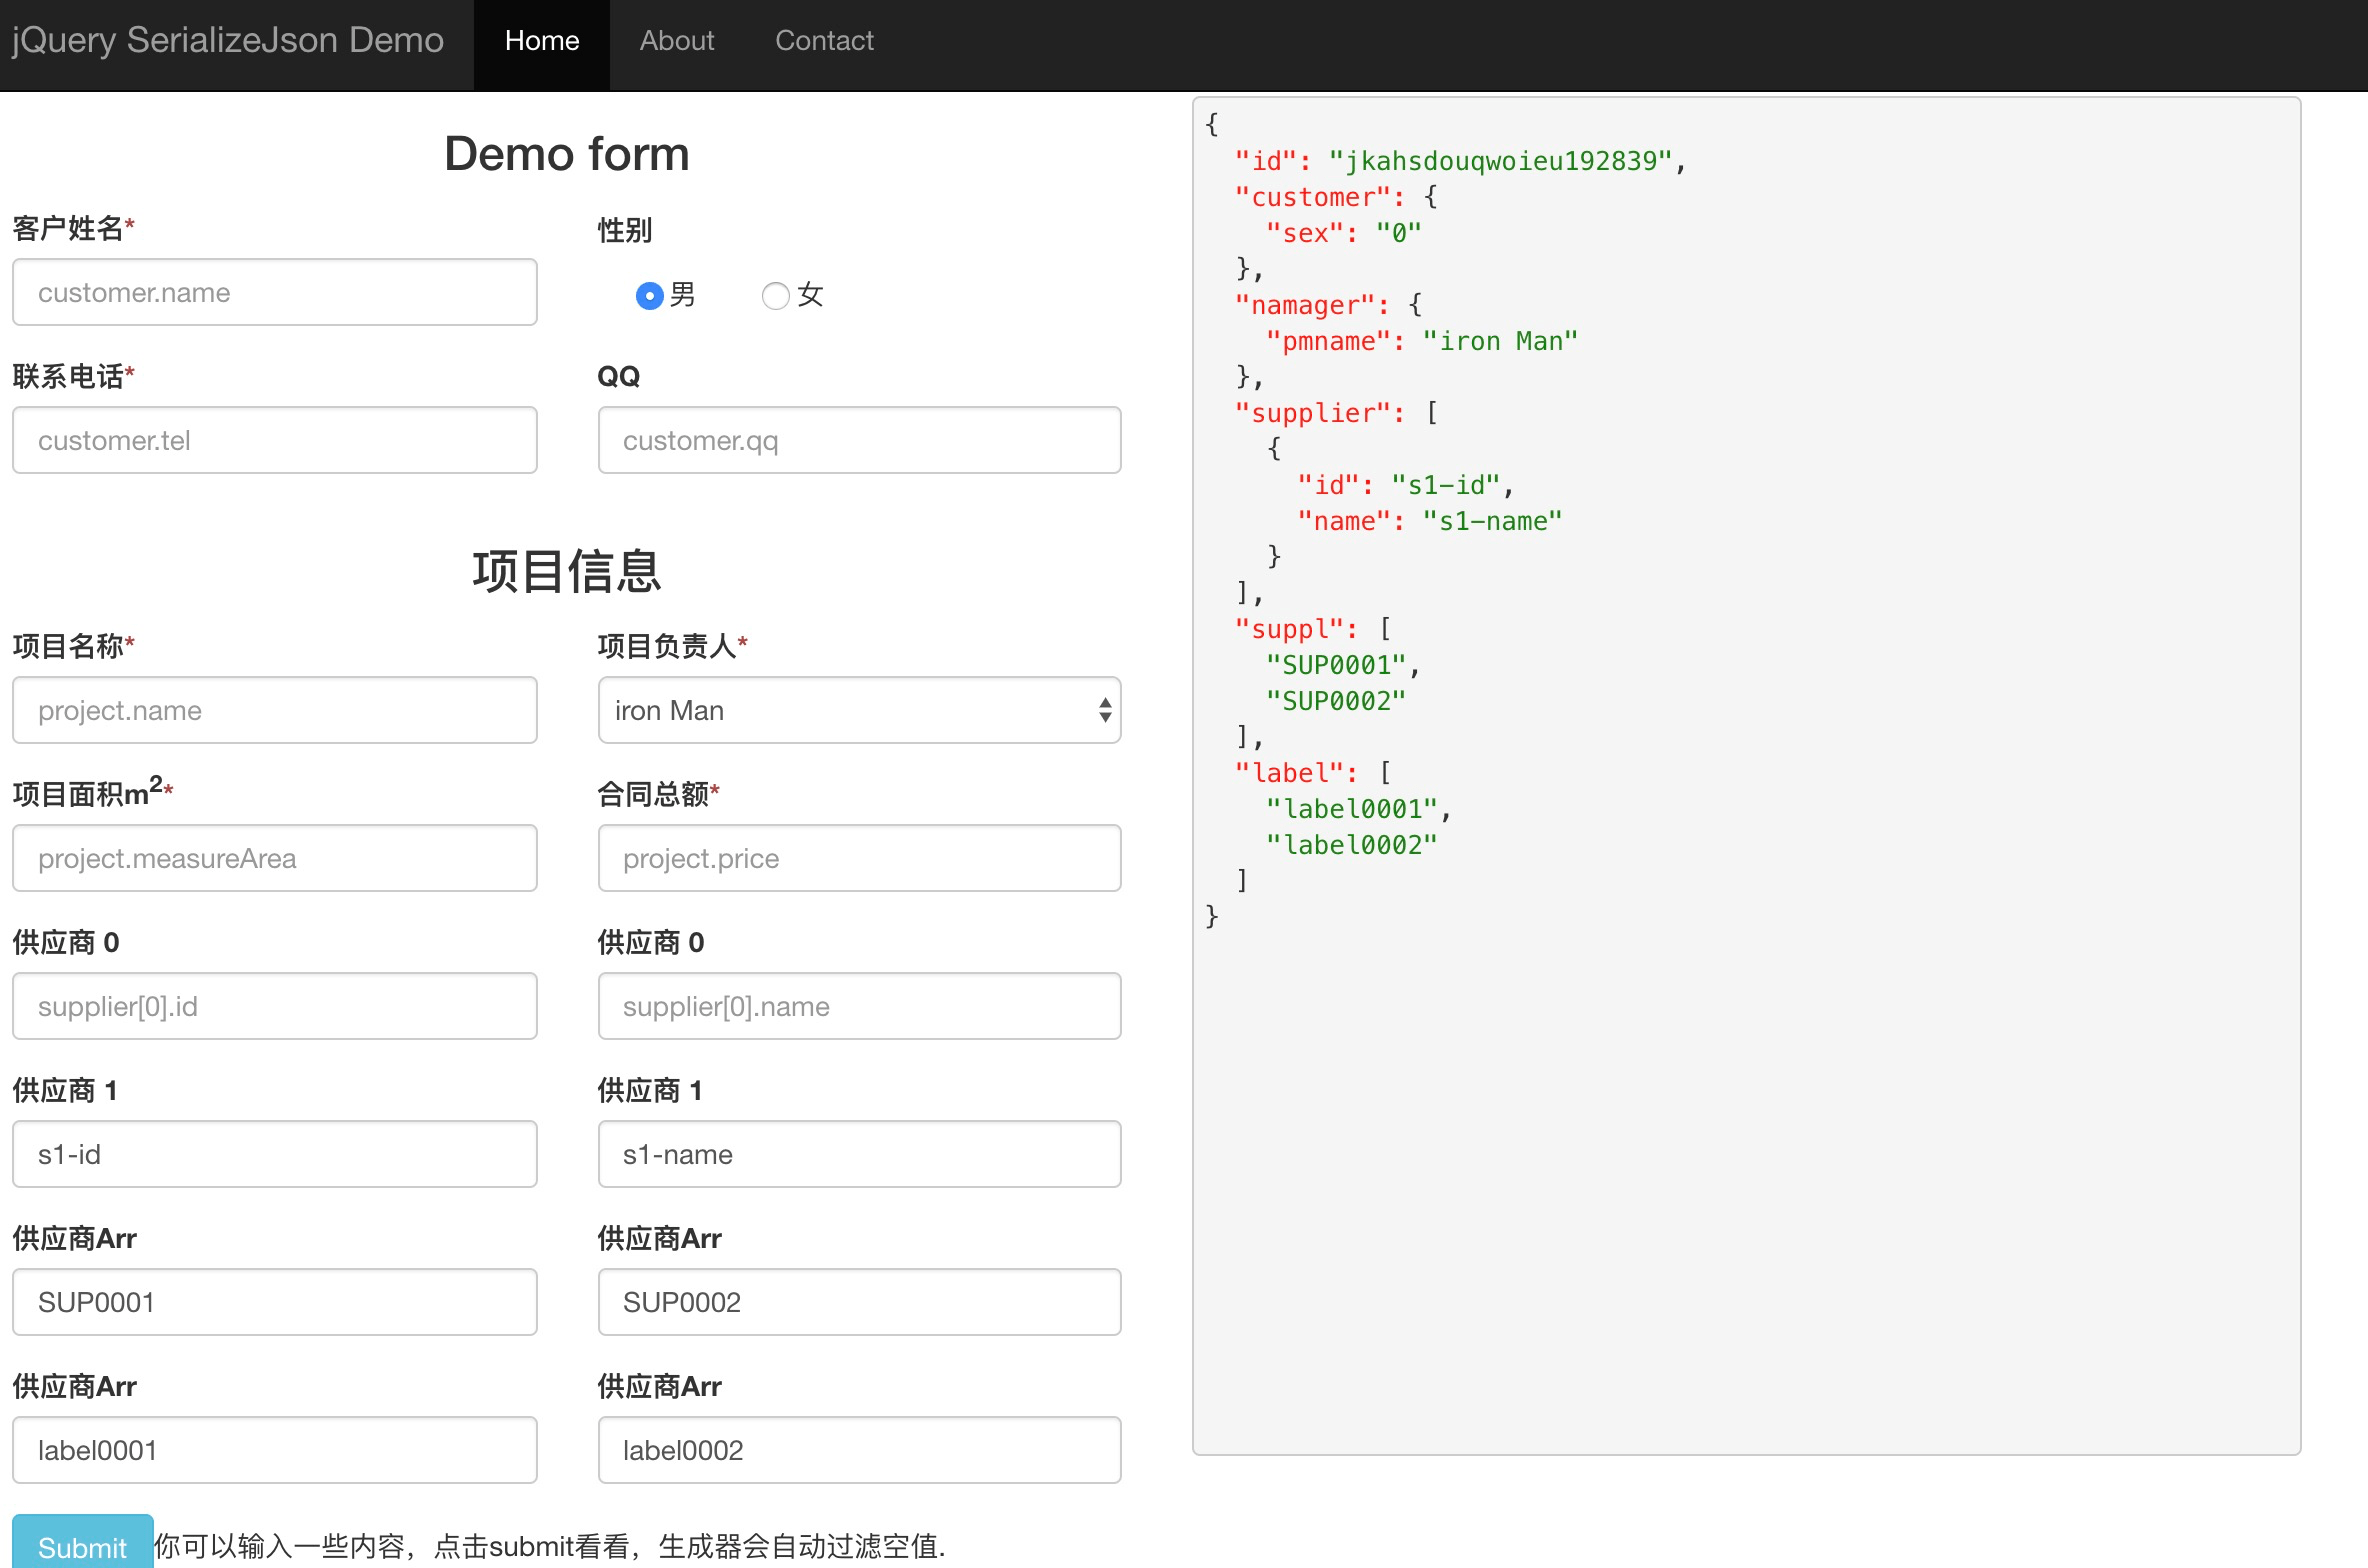 jQuery SerializeJson Demo Home About Contact
Demo form
客户姓名* 性别
customer.name 男 女
联系电话* QQ
customer.tel customer.qq
项目信息
项目名称* 项目负责人*
project.name iron Man
项目面积m²* 合同总额*
project.measureArea project.price
供应商 0 供应商 0
supplier[0].id supplier[0].name
供应商 1 供应商 1
s1-id s1-name
供应商Arr 供应商Arr
SUP0001 SUP0002
供应商Arr 供应商Arr
label0001 label0002
Submit 你可以输入一些内容，点击submit看看，生成器会自动过滤空值.
{
  "id": "jkahsdouqwoieu192839",
  "customer": {
    "sex": "0"
  },
  "namager": {
    "pmname": "iron Man"
  },
  "supplier": [
    {
      "id": "s1-id",
      "name": "s1-name"
    }
  ],
  "suppl": [
    "SUP0001",
    "SUP0002"
  ],
  "label": [
    "label0001",
    "label0002"
  ]
}